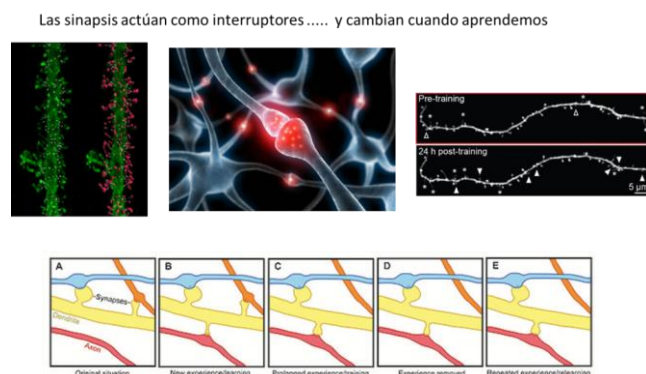 Las sinapsis actúan como interruptores ..... y cambian cuando aprendemos
Pre-training
24 h post-training
5 µm
A
B
C
D
E
Synapses
Dendrite
Axon
Original situation
New experience/learning
Prolonged experience/training
Experience removed
Repeated experience/relearning